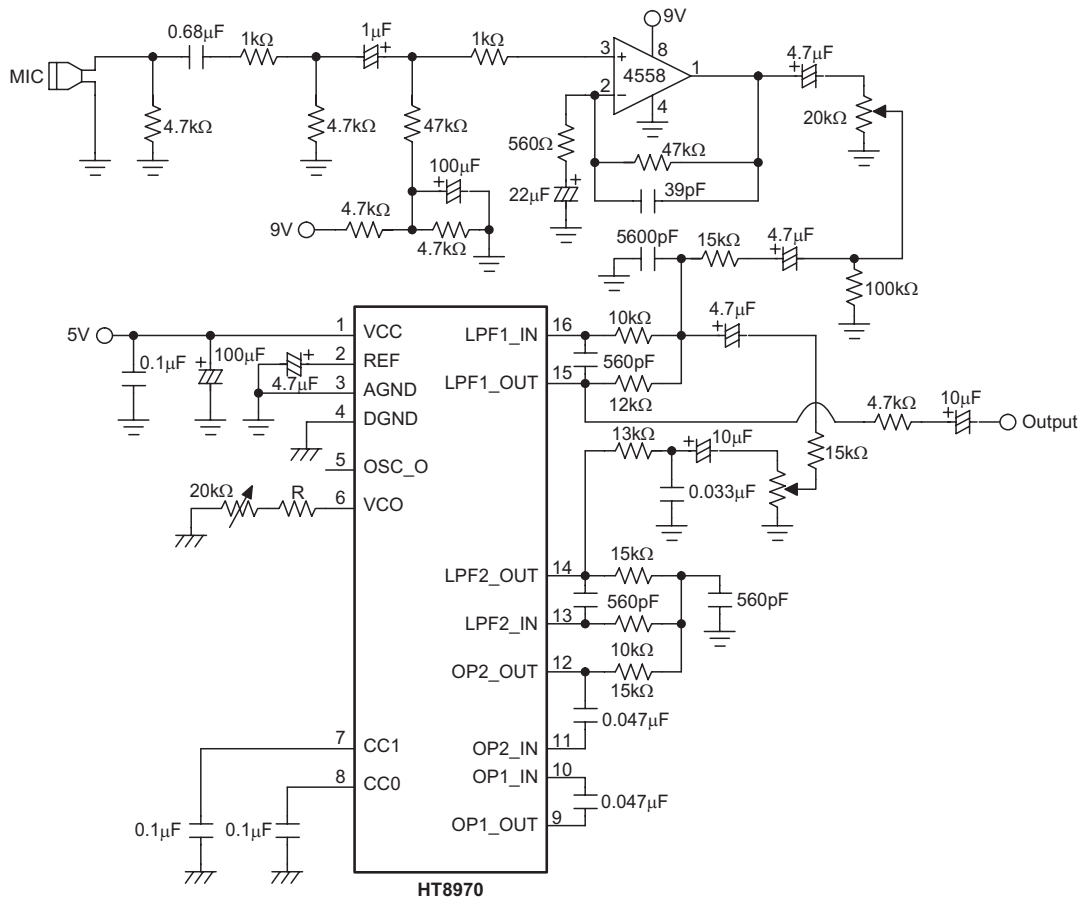 9V
0.68μF
1kΩ
1μF
+
1kΩ
3
+
8
4.7μF
MIC
4558
1
+
2
−
4
20kΩ
4.7kΩ
4.7kΩ
47kΩ
560Ω
47kΩ
100μF
+
22μF
+
39pF
9V
4.7kΩ
4.7kΩ
5600pF
15kΩ
4.7μF
+
100kΩ
5V
1
VCC
LPF1_IN
16
10kΩ
4.7μF
+
0.1μF
100μF
+
2
REF
+
4.7μF
560pF
3
AGND
LPF1_OUT
15
12kΩ
4
DGND
4.7kΩ
10μF
+
Output
13kΩ
10μF
+
15kΩ
5
OSC_O
0.033μF
20kΩ
R
6
VCO
15kΩ
LPF2_OUT
14
560pF
560pF
LPF2_IN
13
10kΩ
OP2_OUT
12
15kΩ
0.047μF
7
CC1
OP2_IN
11
8
CC0
OP1_IN
10
0.047μF
0.1μF
0.1μF
OP1_OUT
9
HT8970